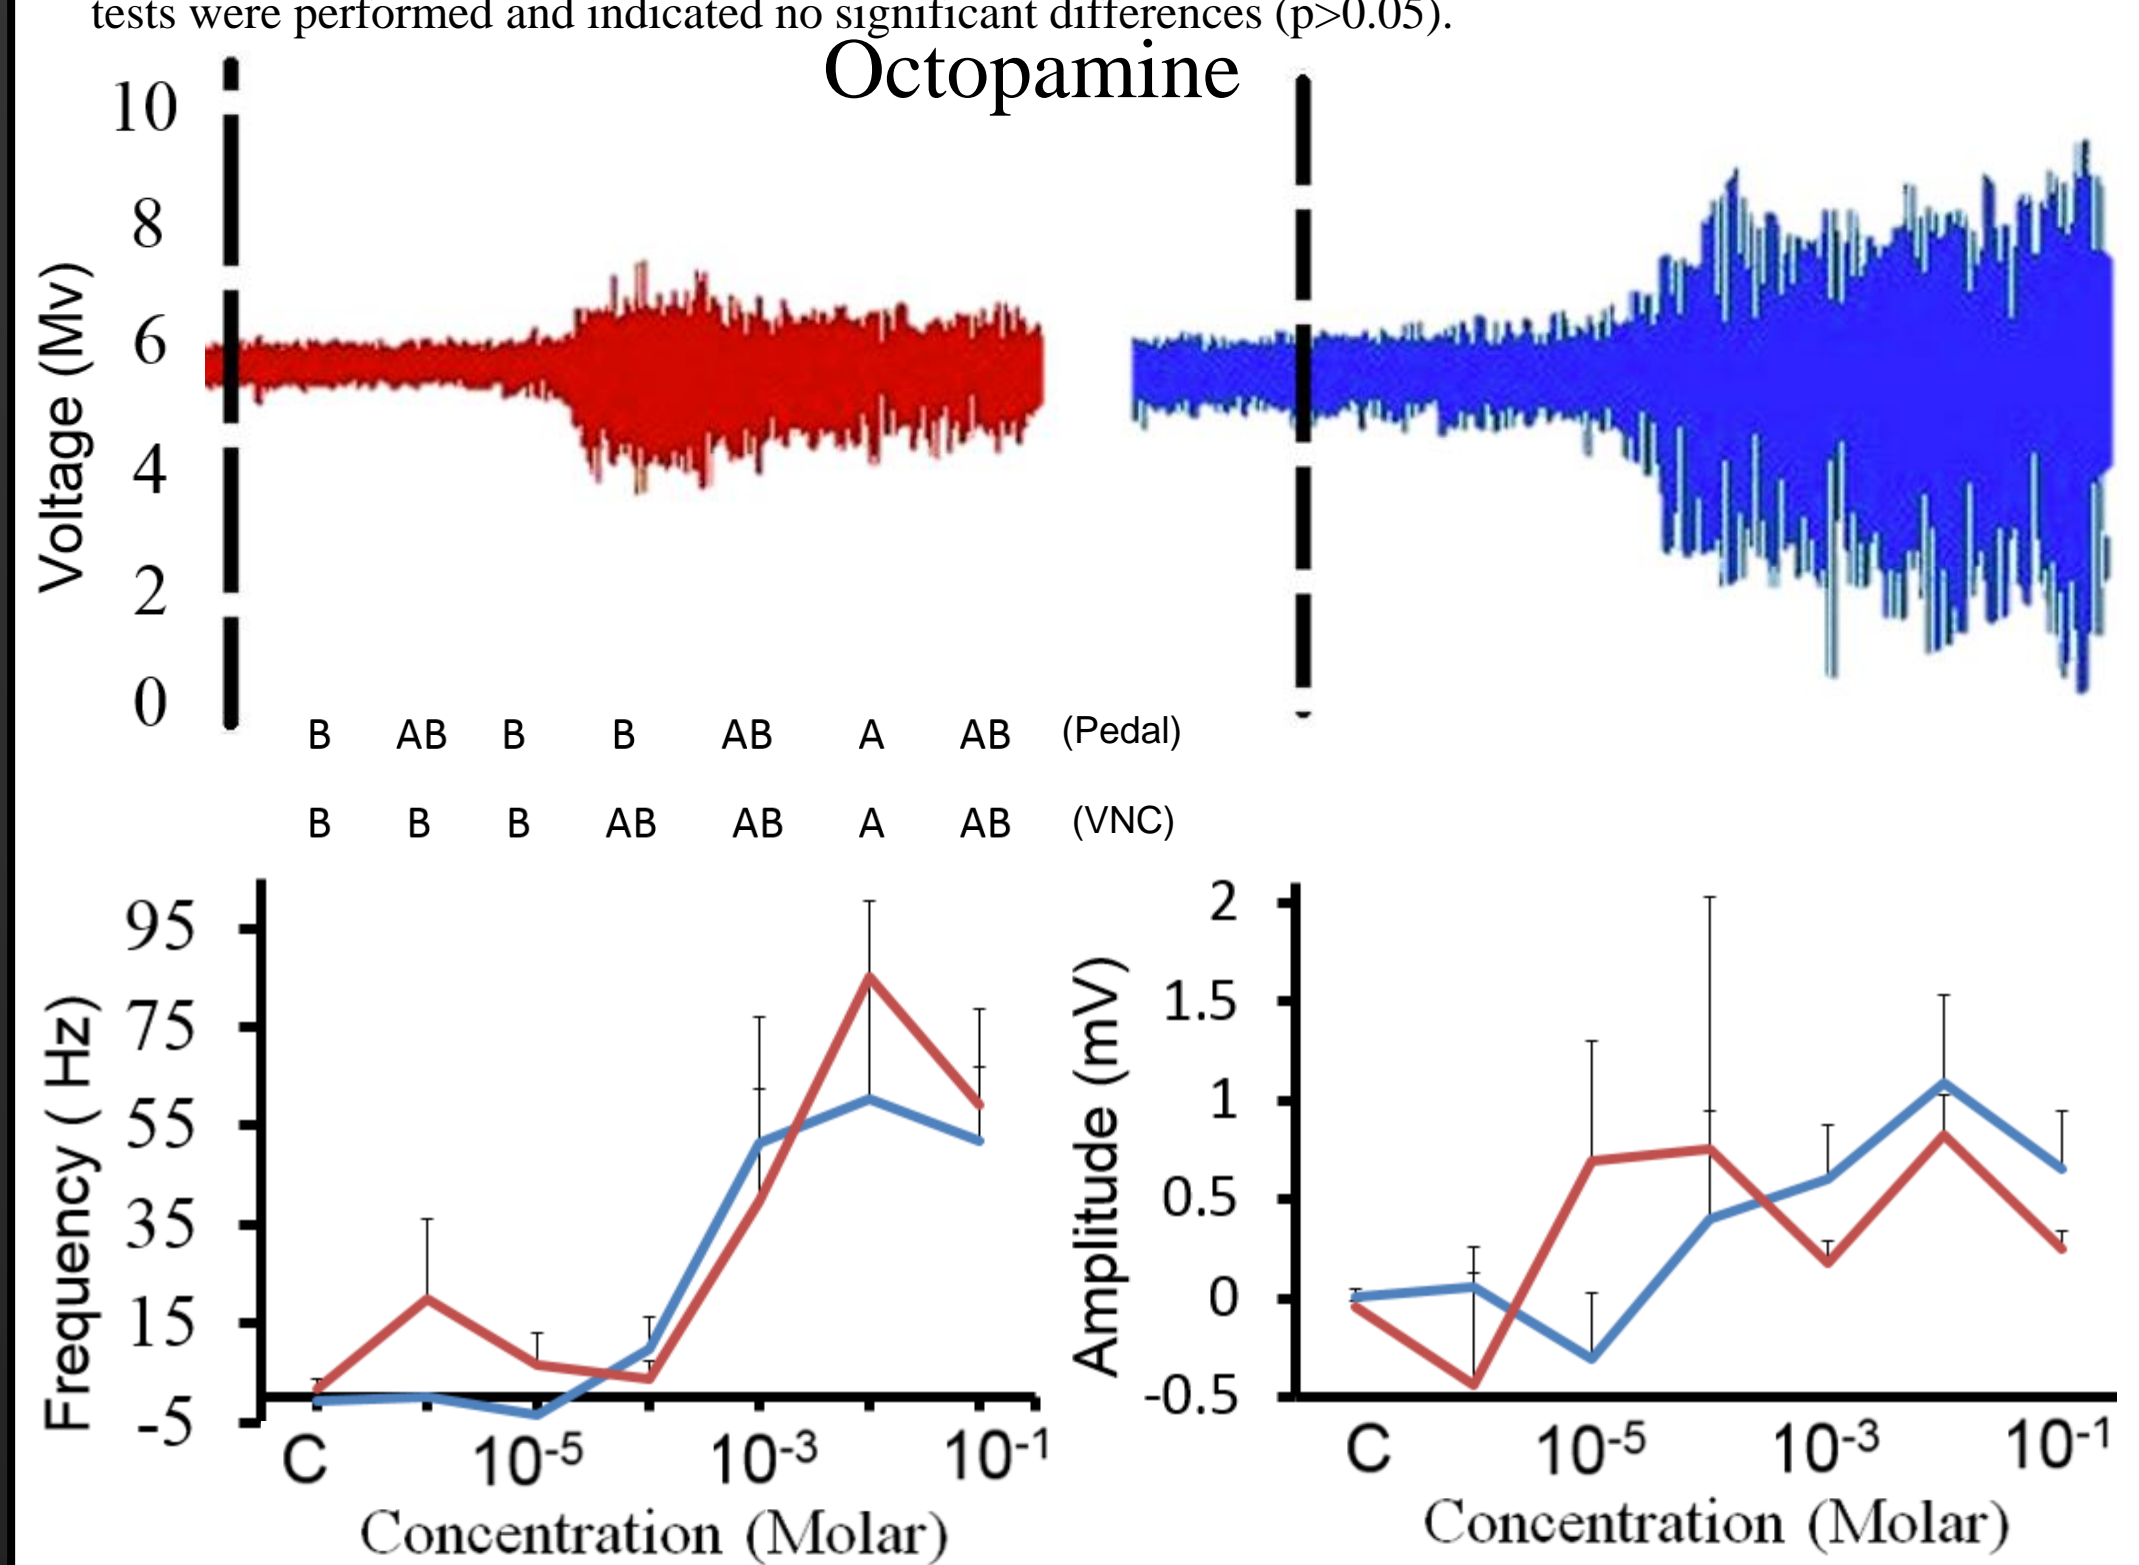 tests were performed and indicated no significant differences (p>0.05).
Octopamine
Voltage (Mv)
10
8
6
4
2
0
B AB B B AB A AB (Pedal)
B B B AB AB A AB (VNC)
Frequency ( Hz)
95
75
55
35
15
-5
C 10⁻⁵ 10⁻³ 10⁻¹
Concentration (Molar)
Amplitude (mV)
2
1.5
1
0.5
0
-0.5
C 10⁻⁵ 10⁻³ 10⁻¹
Concentration (Molar)